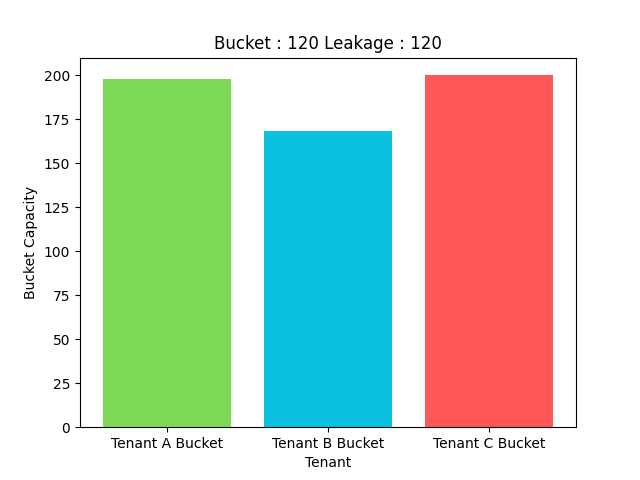 Bucket : 120 Leakage : 120
200
175
150
125
100
75
50
25
0
Bucket Capacity
Tenant A Bucket Tenant B Bucket Tenant C Bucket
Tenant